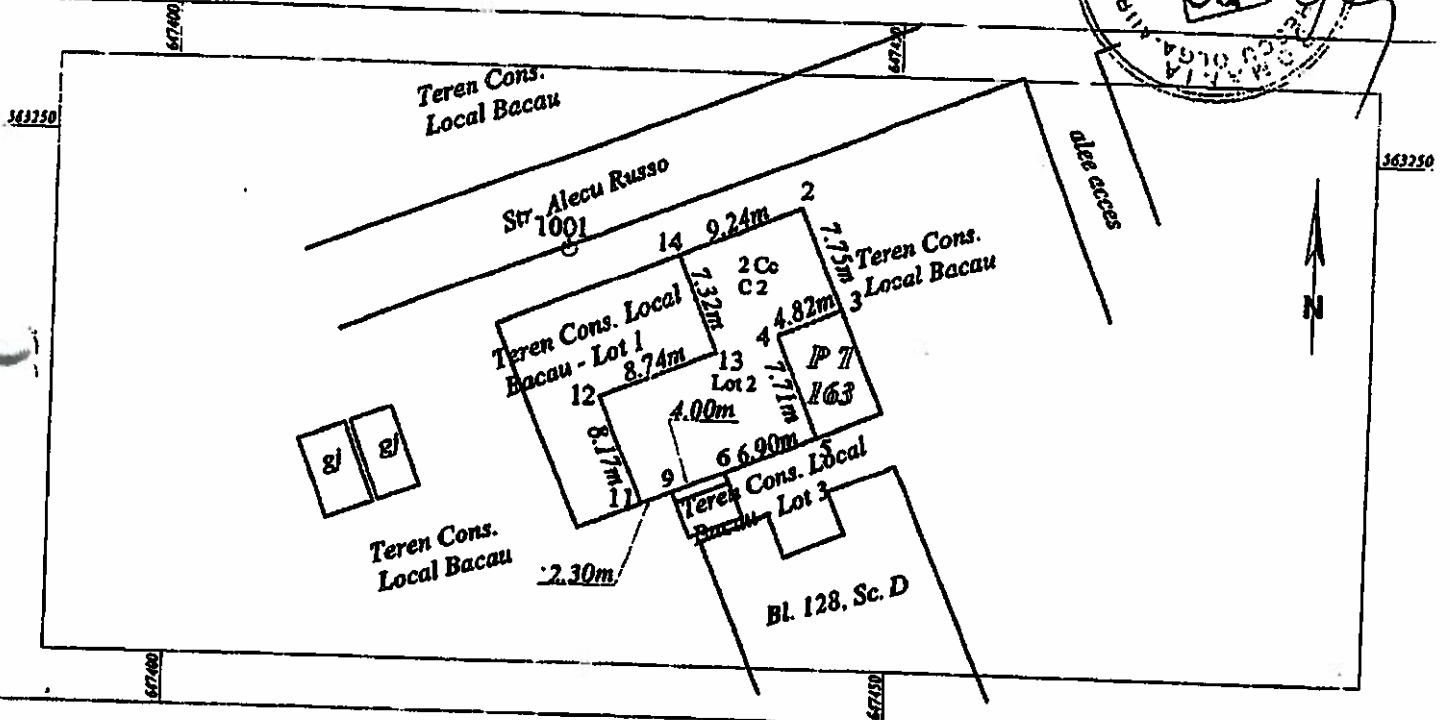 647400
647450
363250
363250
Teren Cons.
Local Bacau
Str. Alecu Russo
1001
alee acces
2
14
9.24m
7.75m
Teren Cons.
Local Bacau
2 Cc
C 2
7.32m
3
4.82m
4
Teren Cons. Local
Bacau - Lot 1
8.74m
13
Lot 2
P 7
163
7.71m
12
4.00m
N
gj
gj
8.17m
11
9
6
6.90m
5
Teren Cons. Local
Bacau - Lot 3
Teren Cons.
Local Bacau
2.30m
Bl. 128, Sc. D
647400
647450